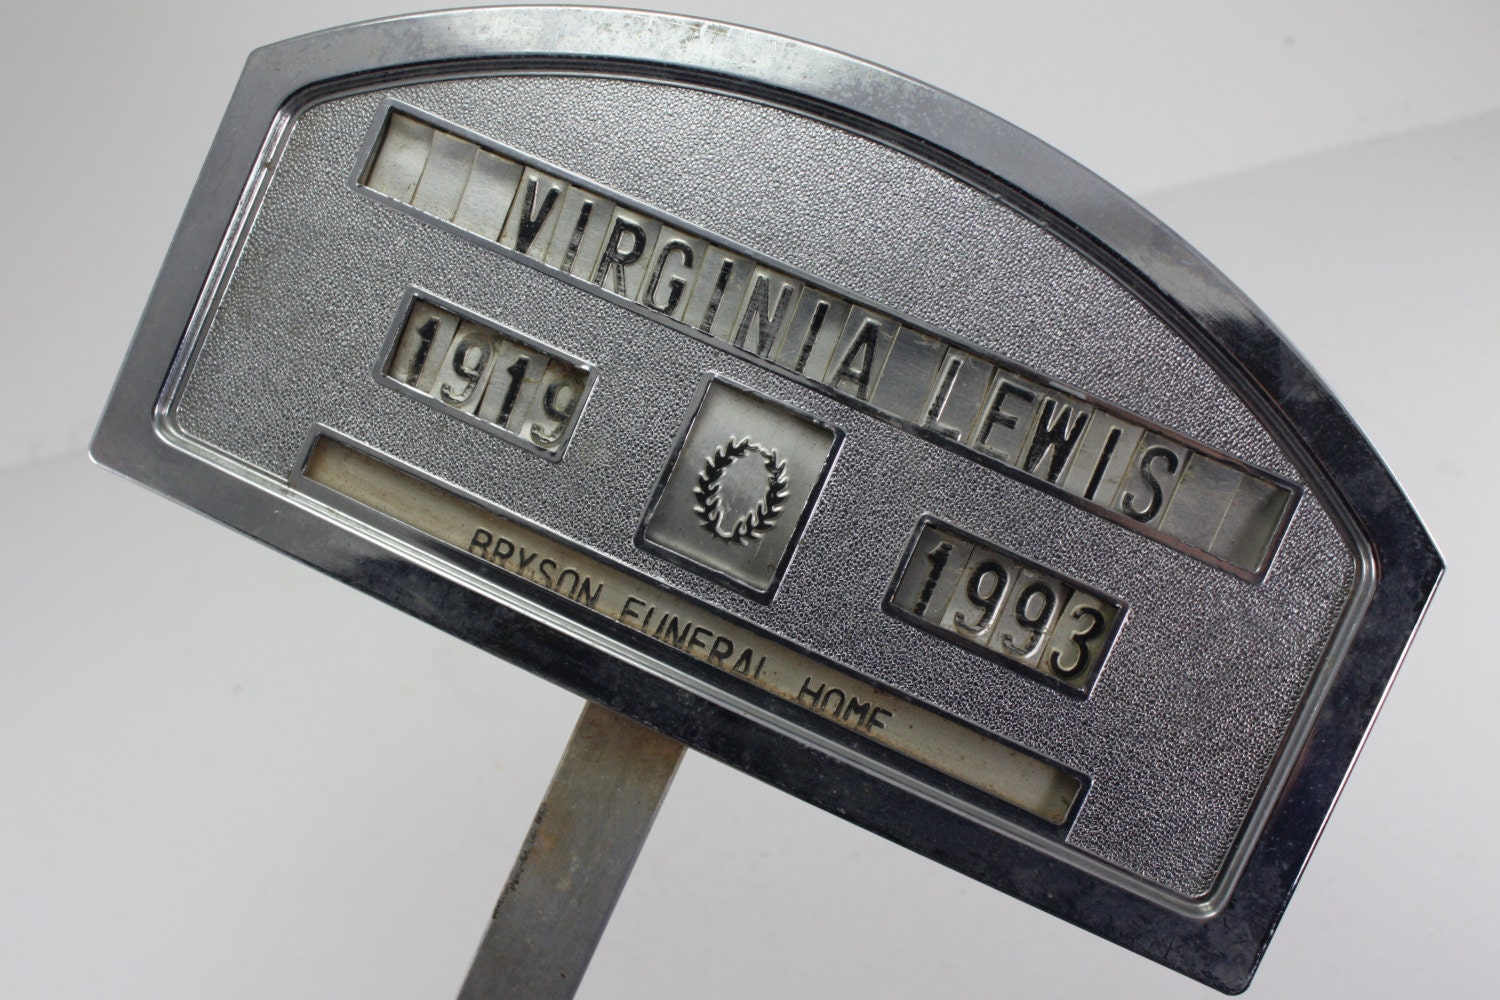 VIRGINIA LEWIS
1919
1993
BRYSON FUNERAL HOME